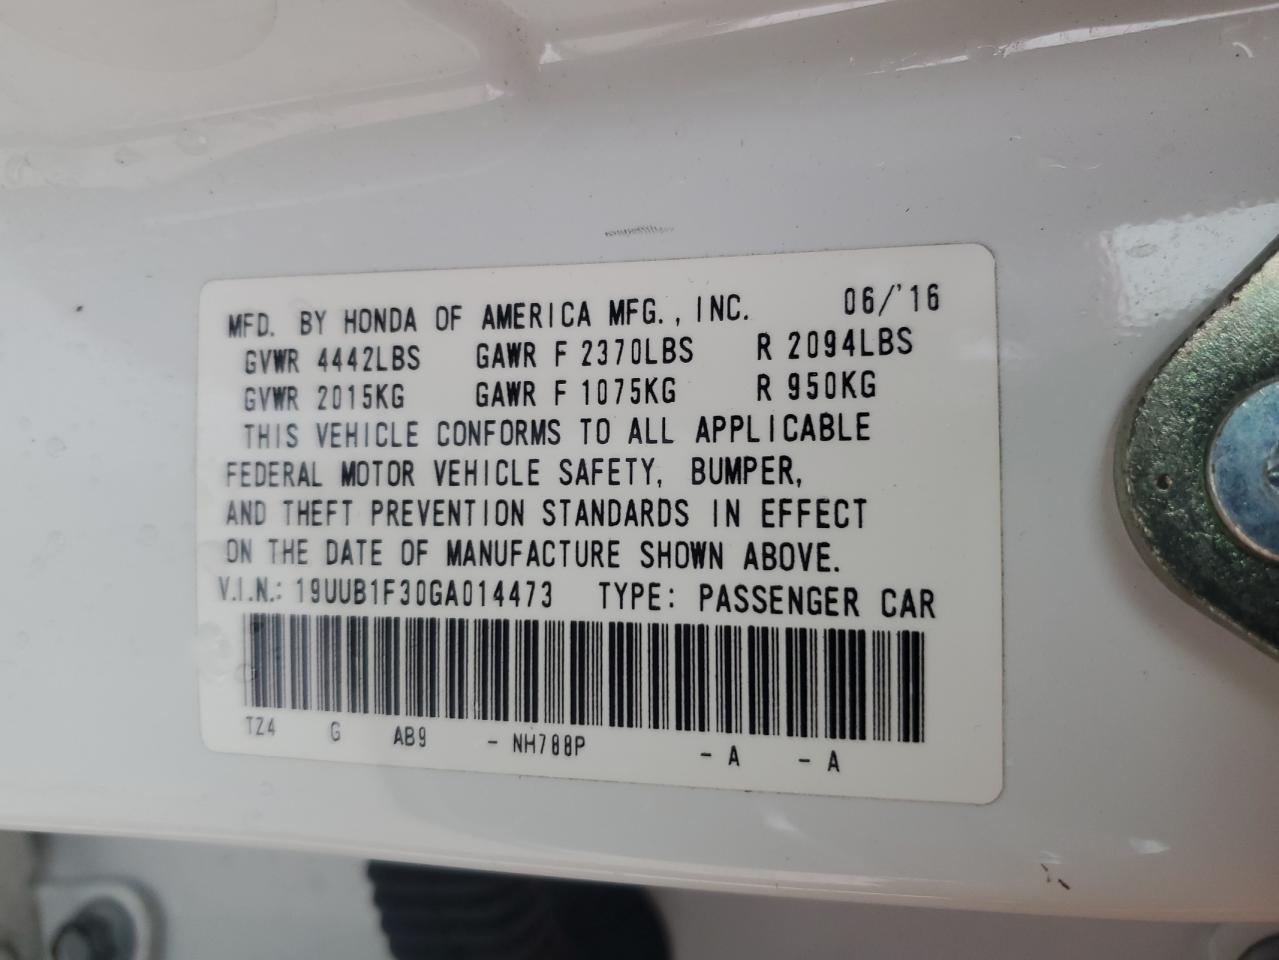 MFD. BY HONDA OF AMERICA MFG., INC. 06/'16
GVWR 4442LBS GAWR F 2370LBS R 2094LBS
GVWR 2015KG GAWR F 1075KG R 950KG
THIS VEHICLE CONFORMS TO ALL APPLICABLE
FEDERAL MOTOR VEHICLE SAFETY, BUMPER,
AND THEFT PREVENTION STANDARDS IN EFFECT
ON THE DATE OF MANUFACTURE SHOWN ABOVE.
V.I.N.: 19UUB1F30GA014473 TYPE: PASSENGER CAR
TZ4 G AB9 - NH788P - A - A